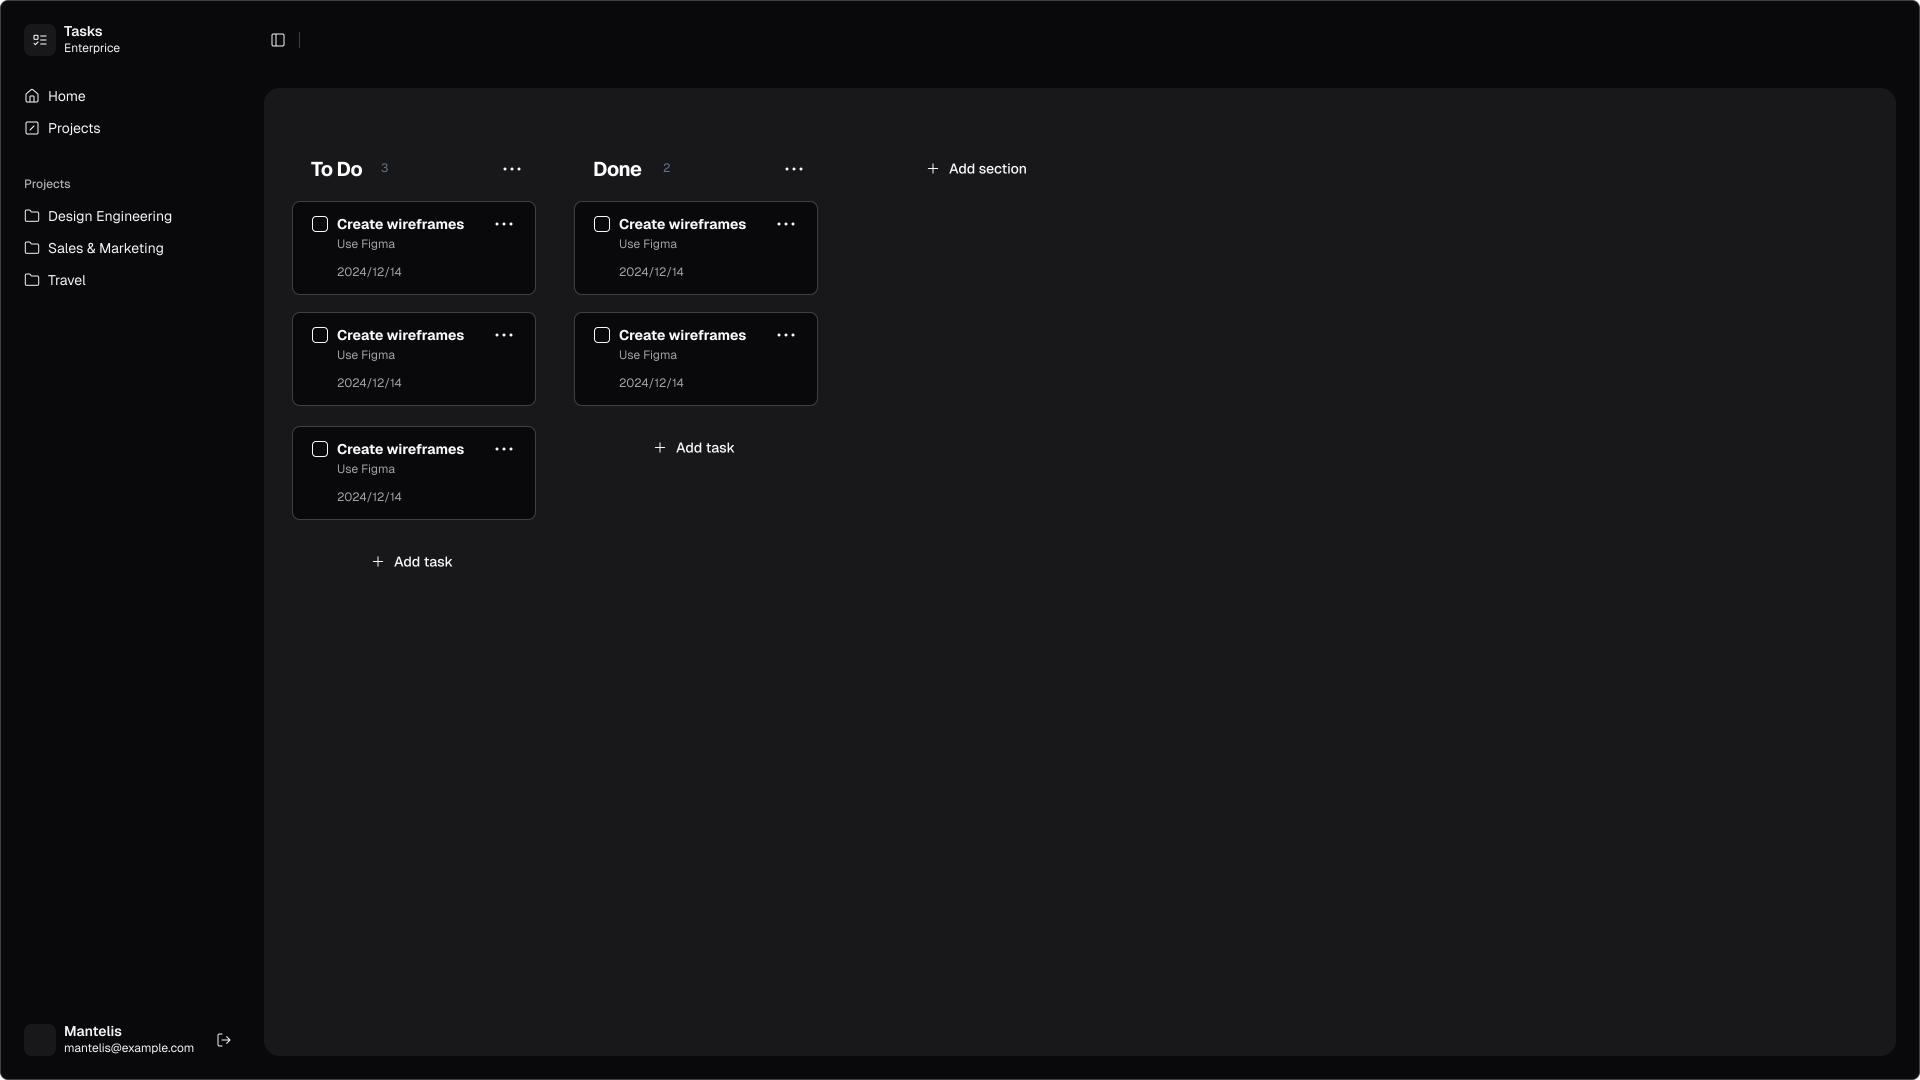 Tasks
Enterprice
Home
Projects
Projects
Design Engineering
Sales & Marketing
Travel
Mantelis
mantelis@example.com
To Do 3
Create wireframes
Use Figma
2024/12/14
Create wireframes
Use Figma
2024/12/14
Create wireframes
Use Figma
2024/12/14
Add task
Done 2
Create wireframes
Use Figma
2024/12/14
Create wireframes
Use Figma
2024/12/14
Add task
Add section